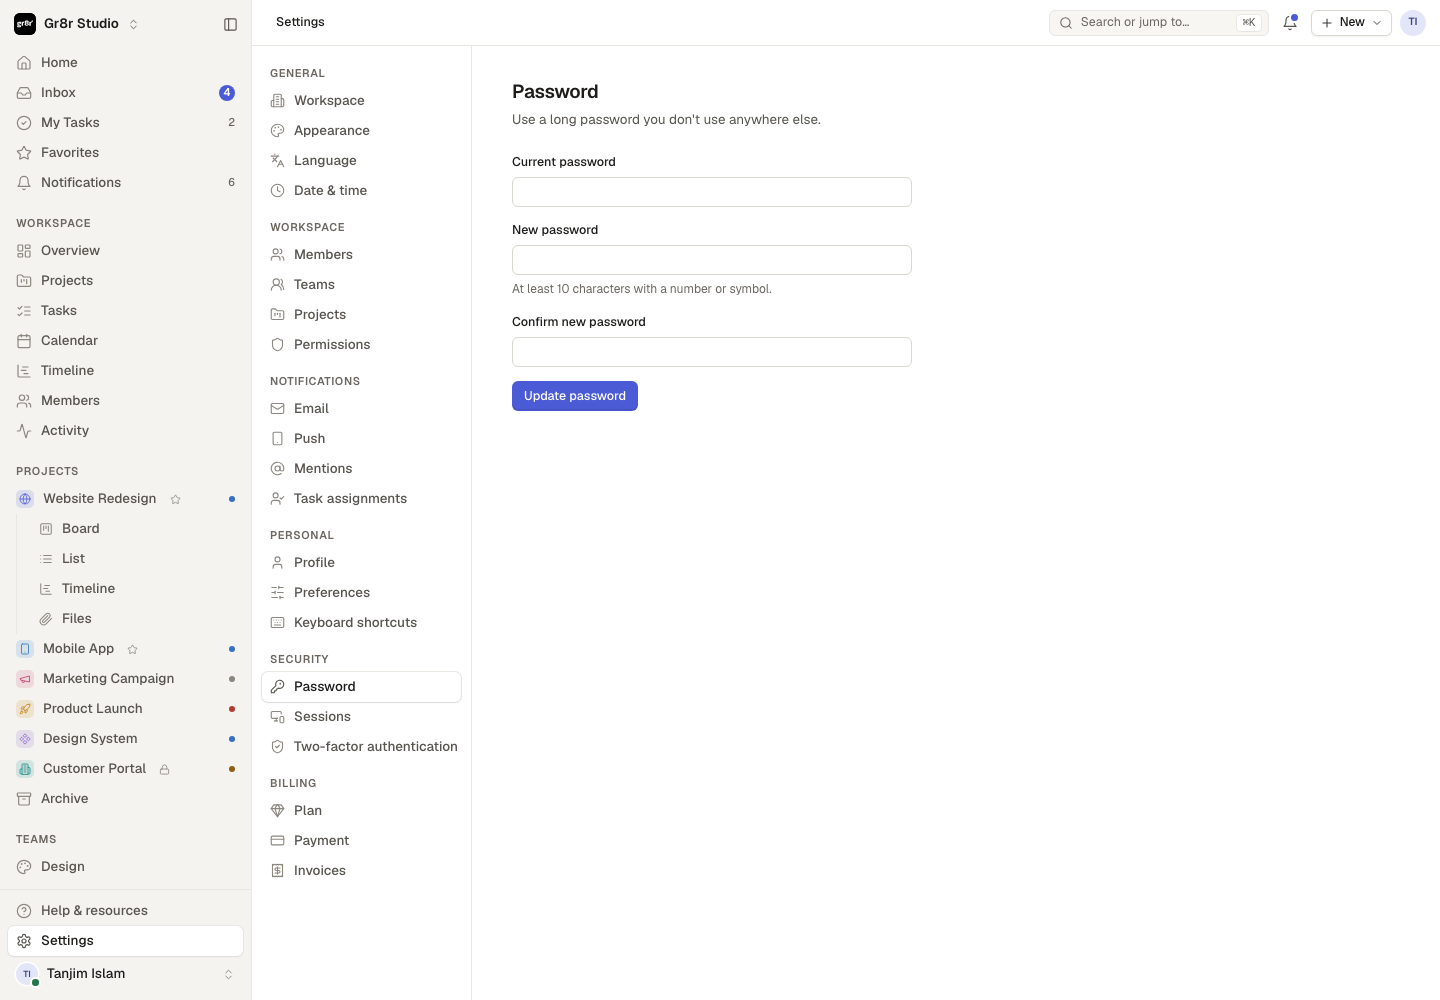 gr8r
Gr8r Studio
Home
Inbox
4
My Tasks
2
Favorites
Notifications
6
WORKSPACE
Overview
Projects
Tasks
Calendar
Timeline
Members
Activity
PROJECTS
Website Redesign
Board
List
Timeline
Files
Mobile App
Marketing Campaign
Product Launch
Design System
Customer Portal
Archive
TEAMS
Design
Help & resources
Settings
TI
Tanjim Islam
Settings
Search or jump to...
⌘K
New
TI
GENERAL
Workspace
Appearance
Language
Date & time
WORKSPACE
Members
Teams
Projects
Permissions
NOTIFICATIONS
Email
Push
Mentions
Task assignments
PERSONAL
Profile
Preferences
Keyboard shortcuts
SECURITY
Password
Sessions
Two-factor authentication
BILLING
Plan
Payment
Invoices
Password
Use a long password you don't use anywhere else.
Current password
New password
At least 10 characters with a number or symbol.
Confirm new password
Update password